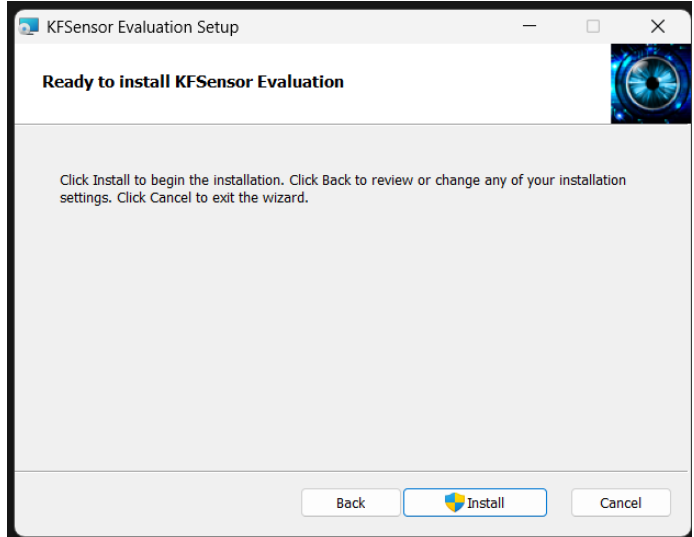 KFSensor Evaluation Setup
Ready to install KFSensor Evaluation
Click Install to begin the installation. Click Back to review or change any of your installation
settings. Click Cancel to exit the wizard.
Back
Install
Cancel